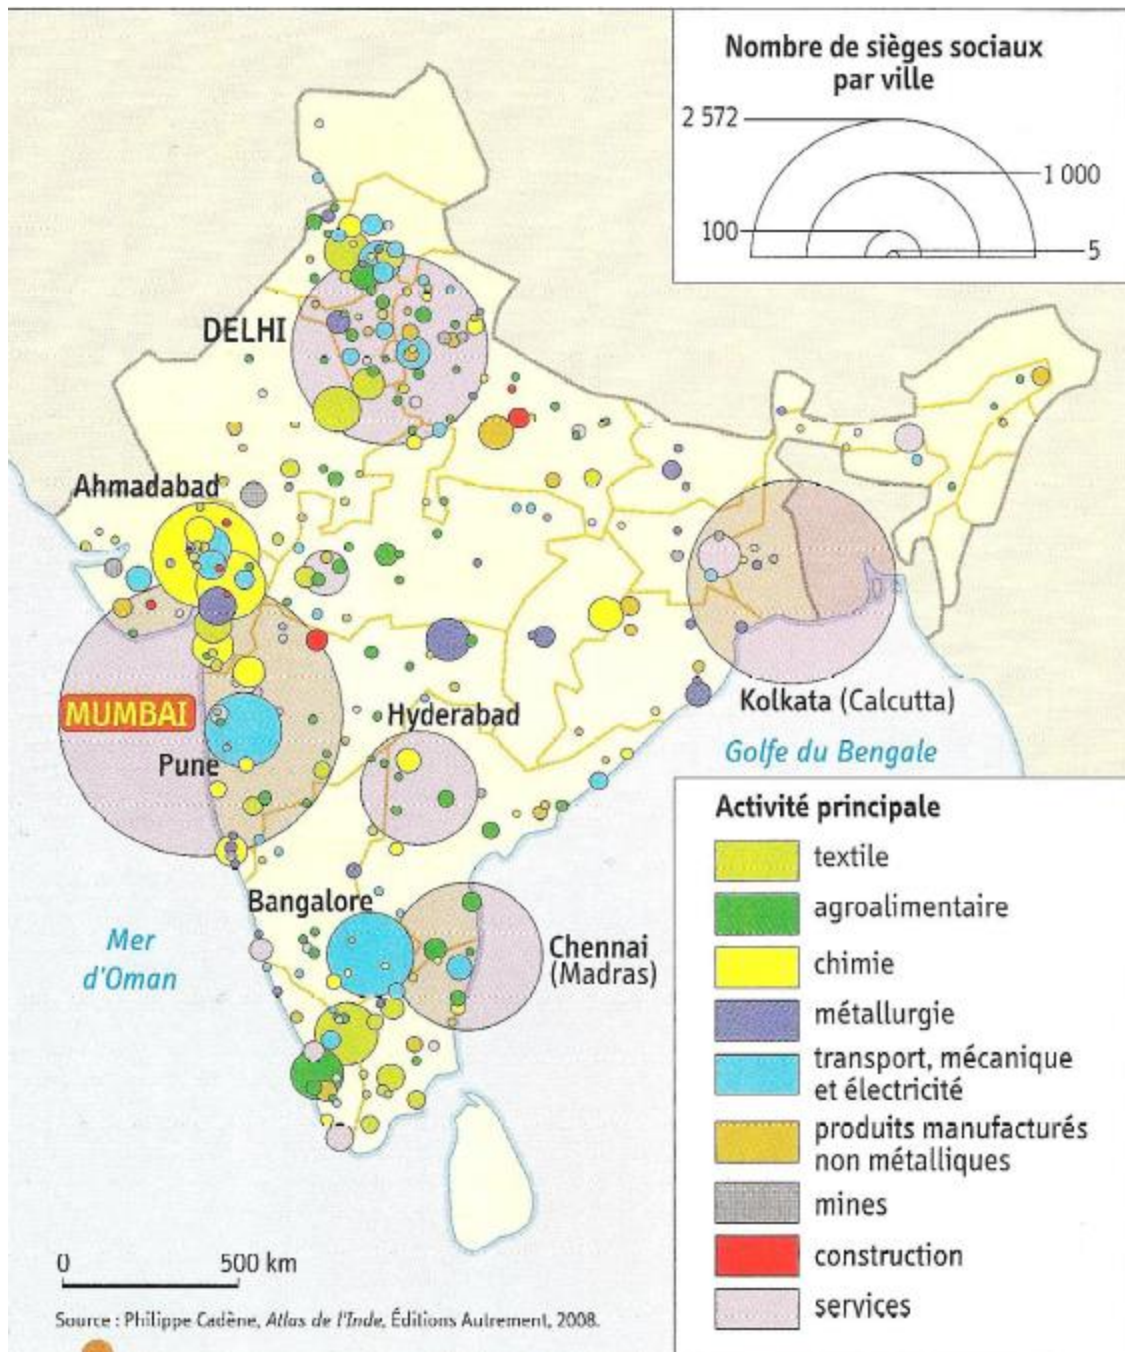 Nombre de sièges sociaux
par ville
2 572
1 000
100
5
DELHI
Ahmadabad
MUMBAI
Pune
Hyderabad
Kolkata (Calcutta)
Golfe du Bengale
Bangalore
Chennai
(Madras)
Mer
d'Oman
Activité principale
textile
agroalimentaire
chimie
métallurgie
transport, mécanique
et électricité
produits manufacturés
non métalliques
mines
construction
services
0
500 km
Source : Philippe Cadène, Atlas de l'Inde, Éditions Autrement, 2008.